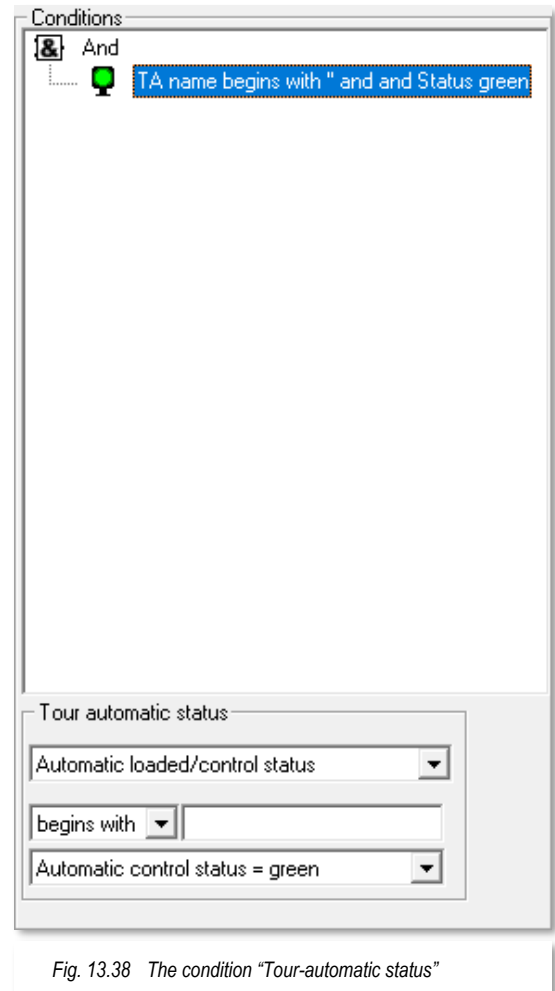 Conditions
& And
TA name begins with '' and and Status green
Tour automatic status
Automatic loaded/control status
begins with
Automatic control status = green
Fig. 13.38 The condition “Tour-automatic status”